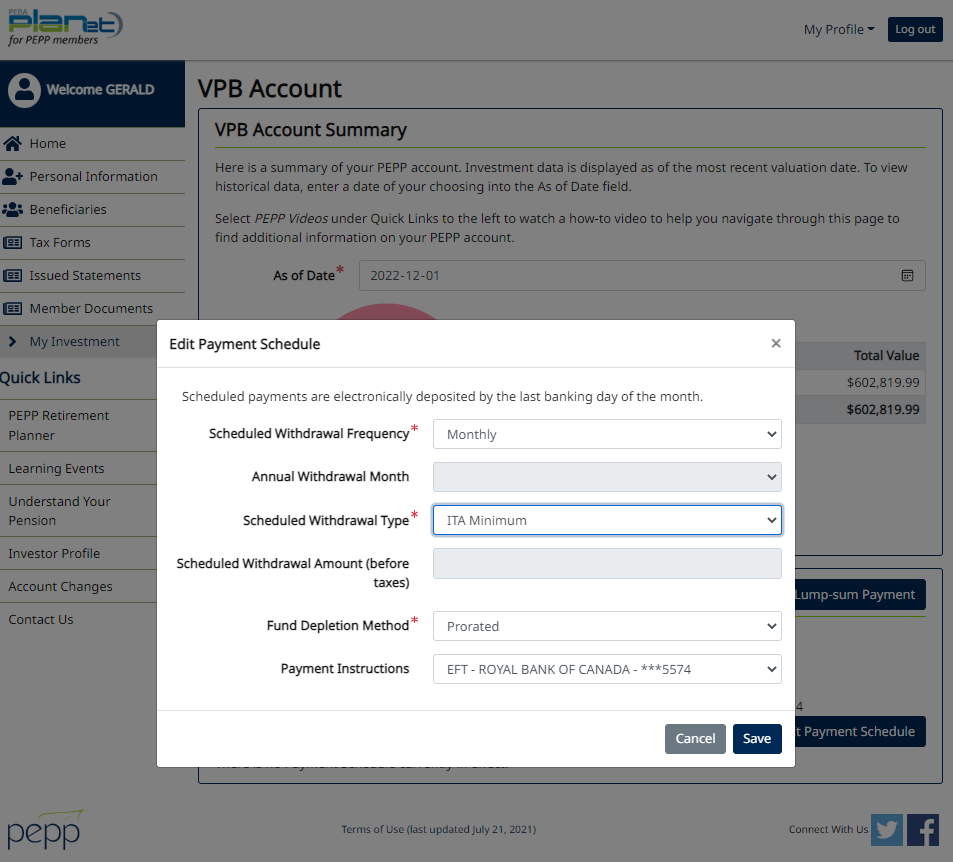 PEBA
planet
for PEPP members
My Profile
Log out
Welcome GERALD
Home
Personal Information
Beneficiaries
Tax Forms
Issued Statements
Member Documents
My Investment
Quick Links
PEPP Retirement
Planner
Learning Events
Understand Your
Pension
Investor Profile
Account Changes
Contact Us
VPB Account
VPB Account Summary
Here is a summary of your PEPP account. Investment data is displayed as of the most recent valuation date. To view
historical data, enter a date of your choosing into the As of Date field.
Select PEPP Videos under Quick Links to the left to watch a how-to video to help you navigate through this page to
find additional information on your PEPP account.
As of Date* 2022-12-01
Total Value
$602,819.99
$602,819.99
Edit Payment Schedule ×
Scheduled payments are electronically deposited by the last banking day of the month.
Scheduled Withdrawal Frequency* Monthly
Annual Withdrawal Month
Scheduled Withdrawal Type* ITA Minimum
Scheduled Withdrawal Amount (before
taxes)
Fund Depletion Method* Prorated
Payment Instructions EFT - ROYAL BANK OF CANADA - ***5574
Cancel Save
Lump-sum Payment
4
t Payment Schedule
pepp
Terms of Use (last updated July 21, 2021)
Connect With Us